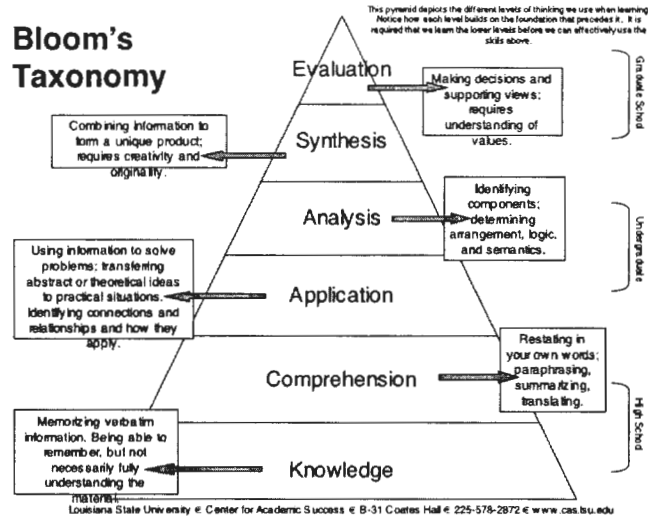 This pyramid depicts the different levels of thinking we use when learning.
Notice how each level builds on the foundation that precedes it. It is
required that we learn the lower levels before we can effectively use the
skills above.
Bloom's
Taxonomy
Evaluation
Making decisions and
supporting views;
requires
understanding of
values.
Graduate School
Combining information to
form a unique product;
requires creativity and
originality.
Synthesis
Analysis
Identifying
components;
determining
arrangement, logic,
and semantics.
Undergraduate
Using information to solve
problems; transferring
abstract or theoretical ideas
to practical situations.
Identifying connections and
relationships and how they
apply.
Application
Comprehension
Restating in
your own words;
paraphrasing,
summarizing,
translating.
High School
Memorizing verbatim
information. Being able to
remember, but not
necessarily fully
understanding the
material.
Knowledge
Louisiana State University € Center for Academic Success € B-31 Coates Hall € 225-578-2872 € www.cas.lsu.edu